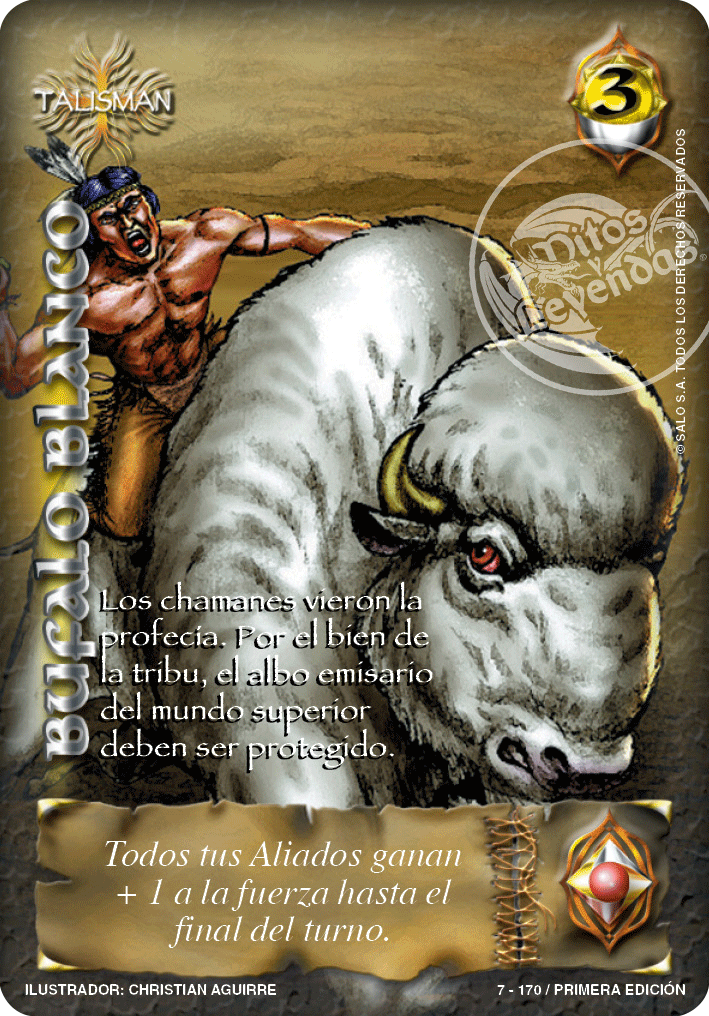 TALISMAN
3
Mitos
y
Leyendas
®
© SALO S.A. TODOS LOS DERECHOS RESERVADOS
BUFALO BLANCO
Los chamanes vieron la
profecía. Por el bien de
la tribu, el albo emisario
del mundo superior
deben ser protegido.
Todos tus Aliados ganan
+ 1 a la fuerza hasta el
final del turno.
ILUSTRADOR: CHRISTIAN AGUIRRE
7 - 170 / PRIMERA EDICIÓN